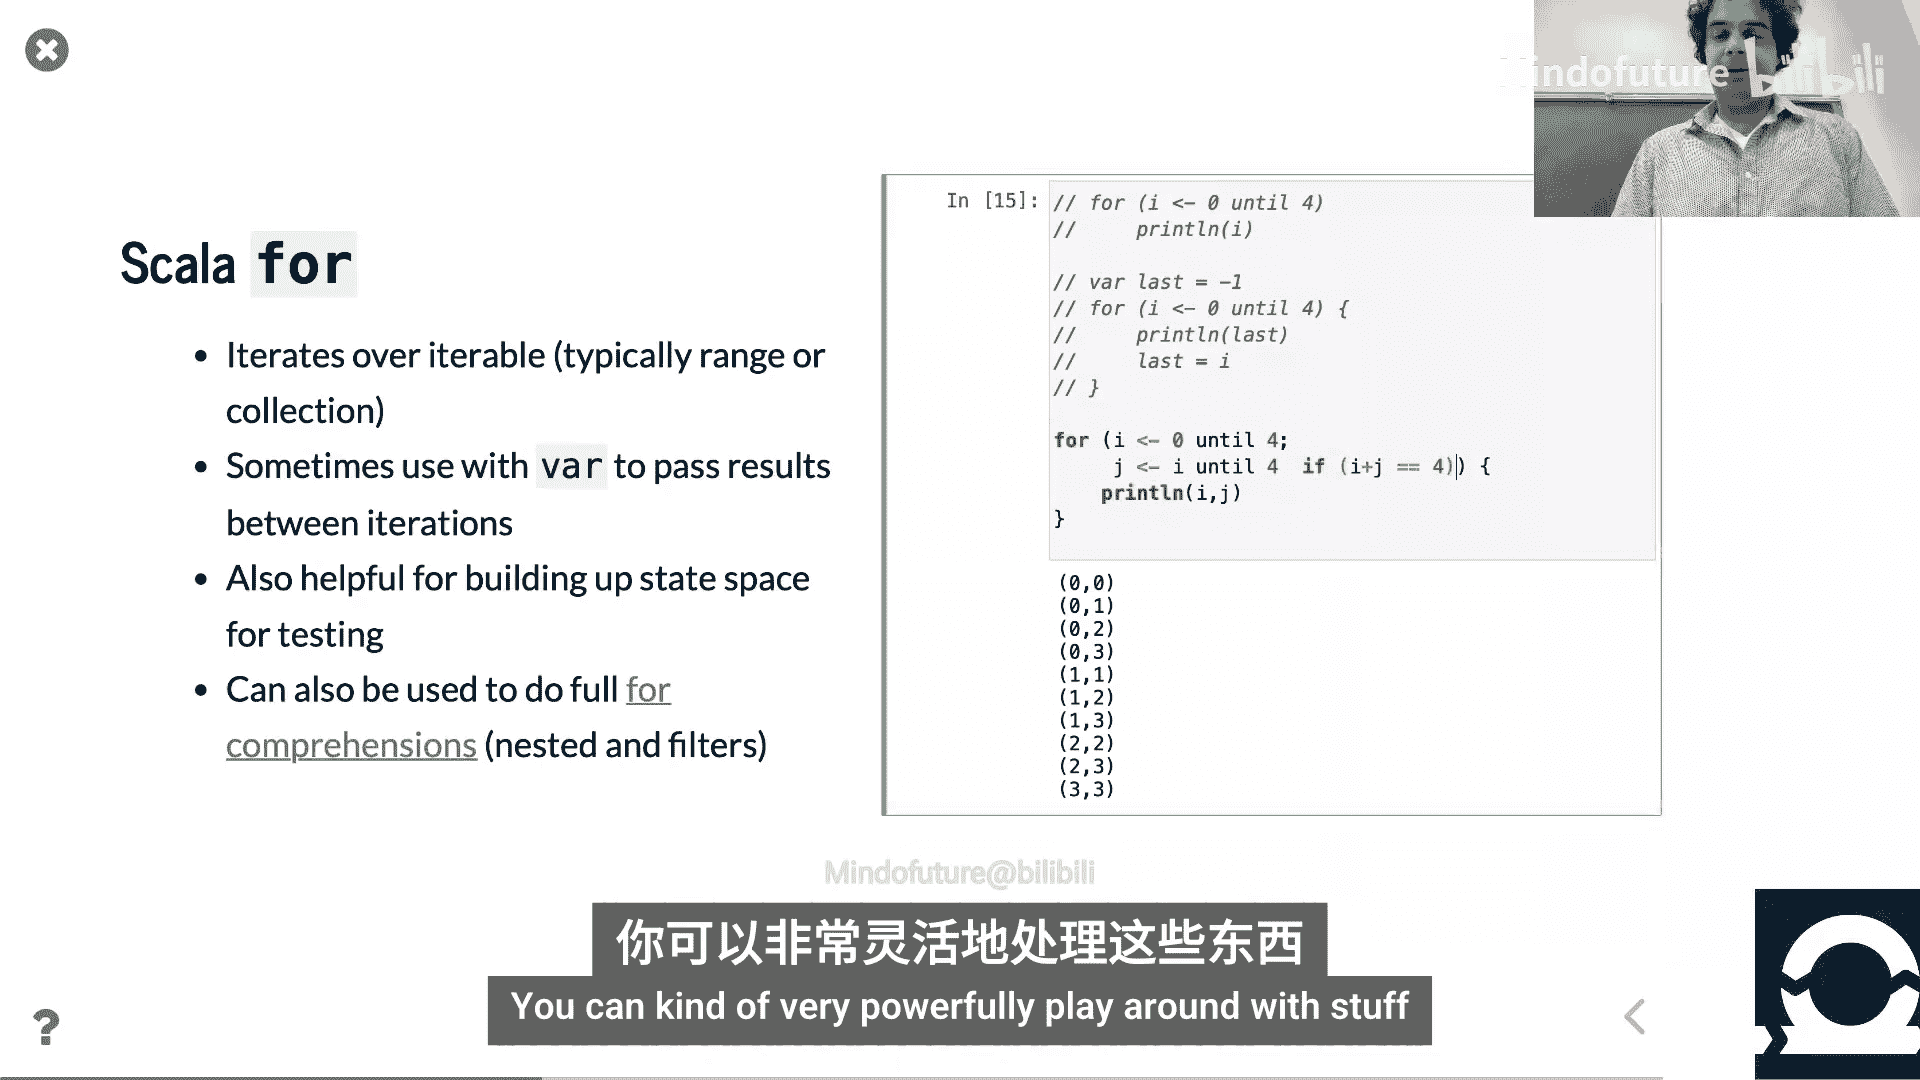 Mindofuture bilibili
Scala for
Iterates over iterable (typically range or
collection)
Sometimes use with var to pass results
between iterations
Also helpful for building up state space
for testing
Can also be used to do full for
comprehensions (nested and filters)
In [15]:
// for (i <- 0 until 4)
//     println(i)
// var last = -1
// for (i <- 0 until 4) {
//     println(last)
//     last = i
// }
for (i <- 0 until 4;
     j <- i until 4  if (i+j == 4)) {
    println(i,j)
}
(0,0)
(0,1)
(0,2)
(0,3)
(1,1)
(1,2)
(1,3)
(2,2)
(2,3)
(3,3)
Mindofuture@bilibili
你可以非常灵活地处理这些东西
You can kind of very powerfully play around with stuff
?